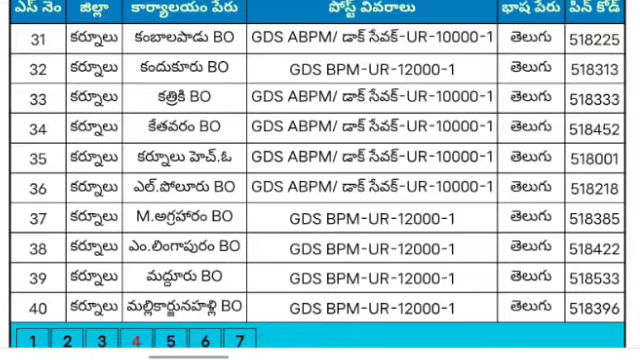 ఎస్ నెం జిల్లా కార్యాలయం పేరు పోస్ట్ వివరాలు భాష పేరు పిన్ కోడ్
31 కర్నూలు కంబాలపాడు BO GDS ABPM/ డాక్ సేవక్-UR-10000-1 తెలుగు 518225
32 కర్నూలు కందుకూరు BO GDS BPM-UR-12000-1 తెలుగు 518313
33 కర్నూలు కత్రికి BO GDS ABPM/ డాక్ సేవక్-UR-10000-1 తెలుగు 518333
34 కర్నూలు కేతవరం BO GDS ABPM/ డాక్ సేవక్-UR-10000-1 తెలుగు 518452
35 కర్నూలు కర్నూలు హెచ్.ఓ GDS ABPM/ డాక్ సేవక్-UR-10000-1 తెలుగు 518001
36 కర్నూలు ఎల్.పోలూరు BO GDS ABPM/ డాక్ సేవక్-UR-10000-1 తెలుగు 518218
37 కర్నూలు M.అగ్రహారం BO GDS BPM-UR-12000-1 తెలుగు 518385
38 కర్నూలు ఎం.లింగాపురం BO GDS BPM-UR-12000-1 తెలుగు 518422
39 కర్నూలు మద్దూరు BO GDS BPM-UR-12000-1 తెలుగు 518533
40 కర్నూలు మల్లికార్జునహళ్లి BO GDS BPM-UR-12000-1 తెలుగు 518396
1 2 3 4 5 6 7